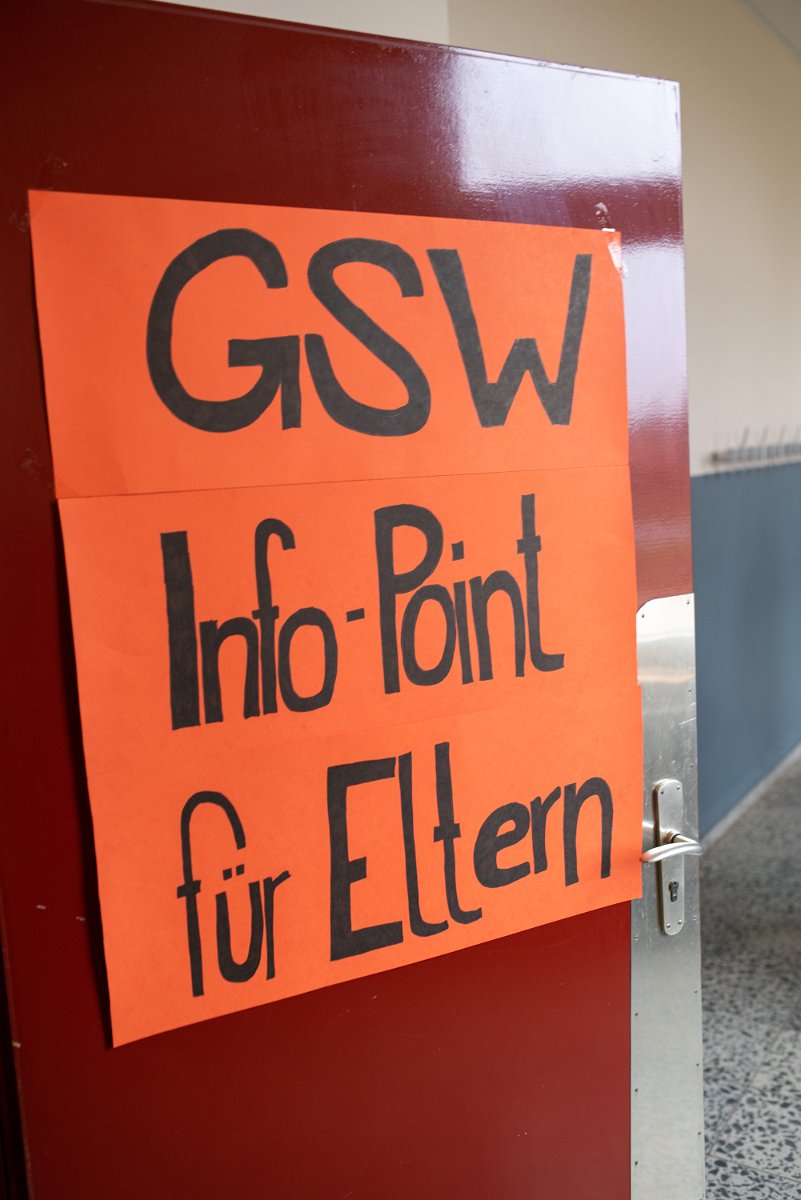 GSW
Info-Point
für Eltern